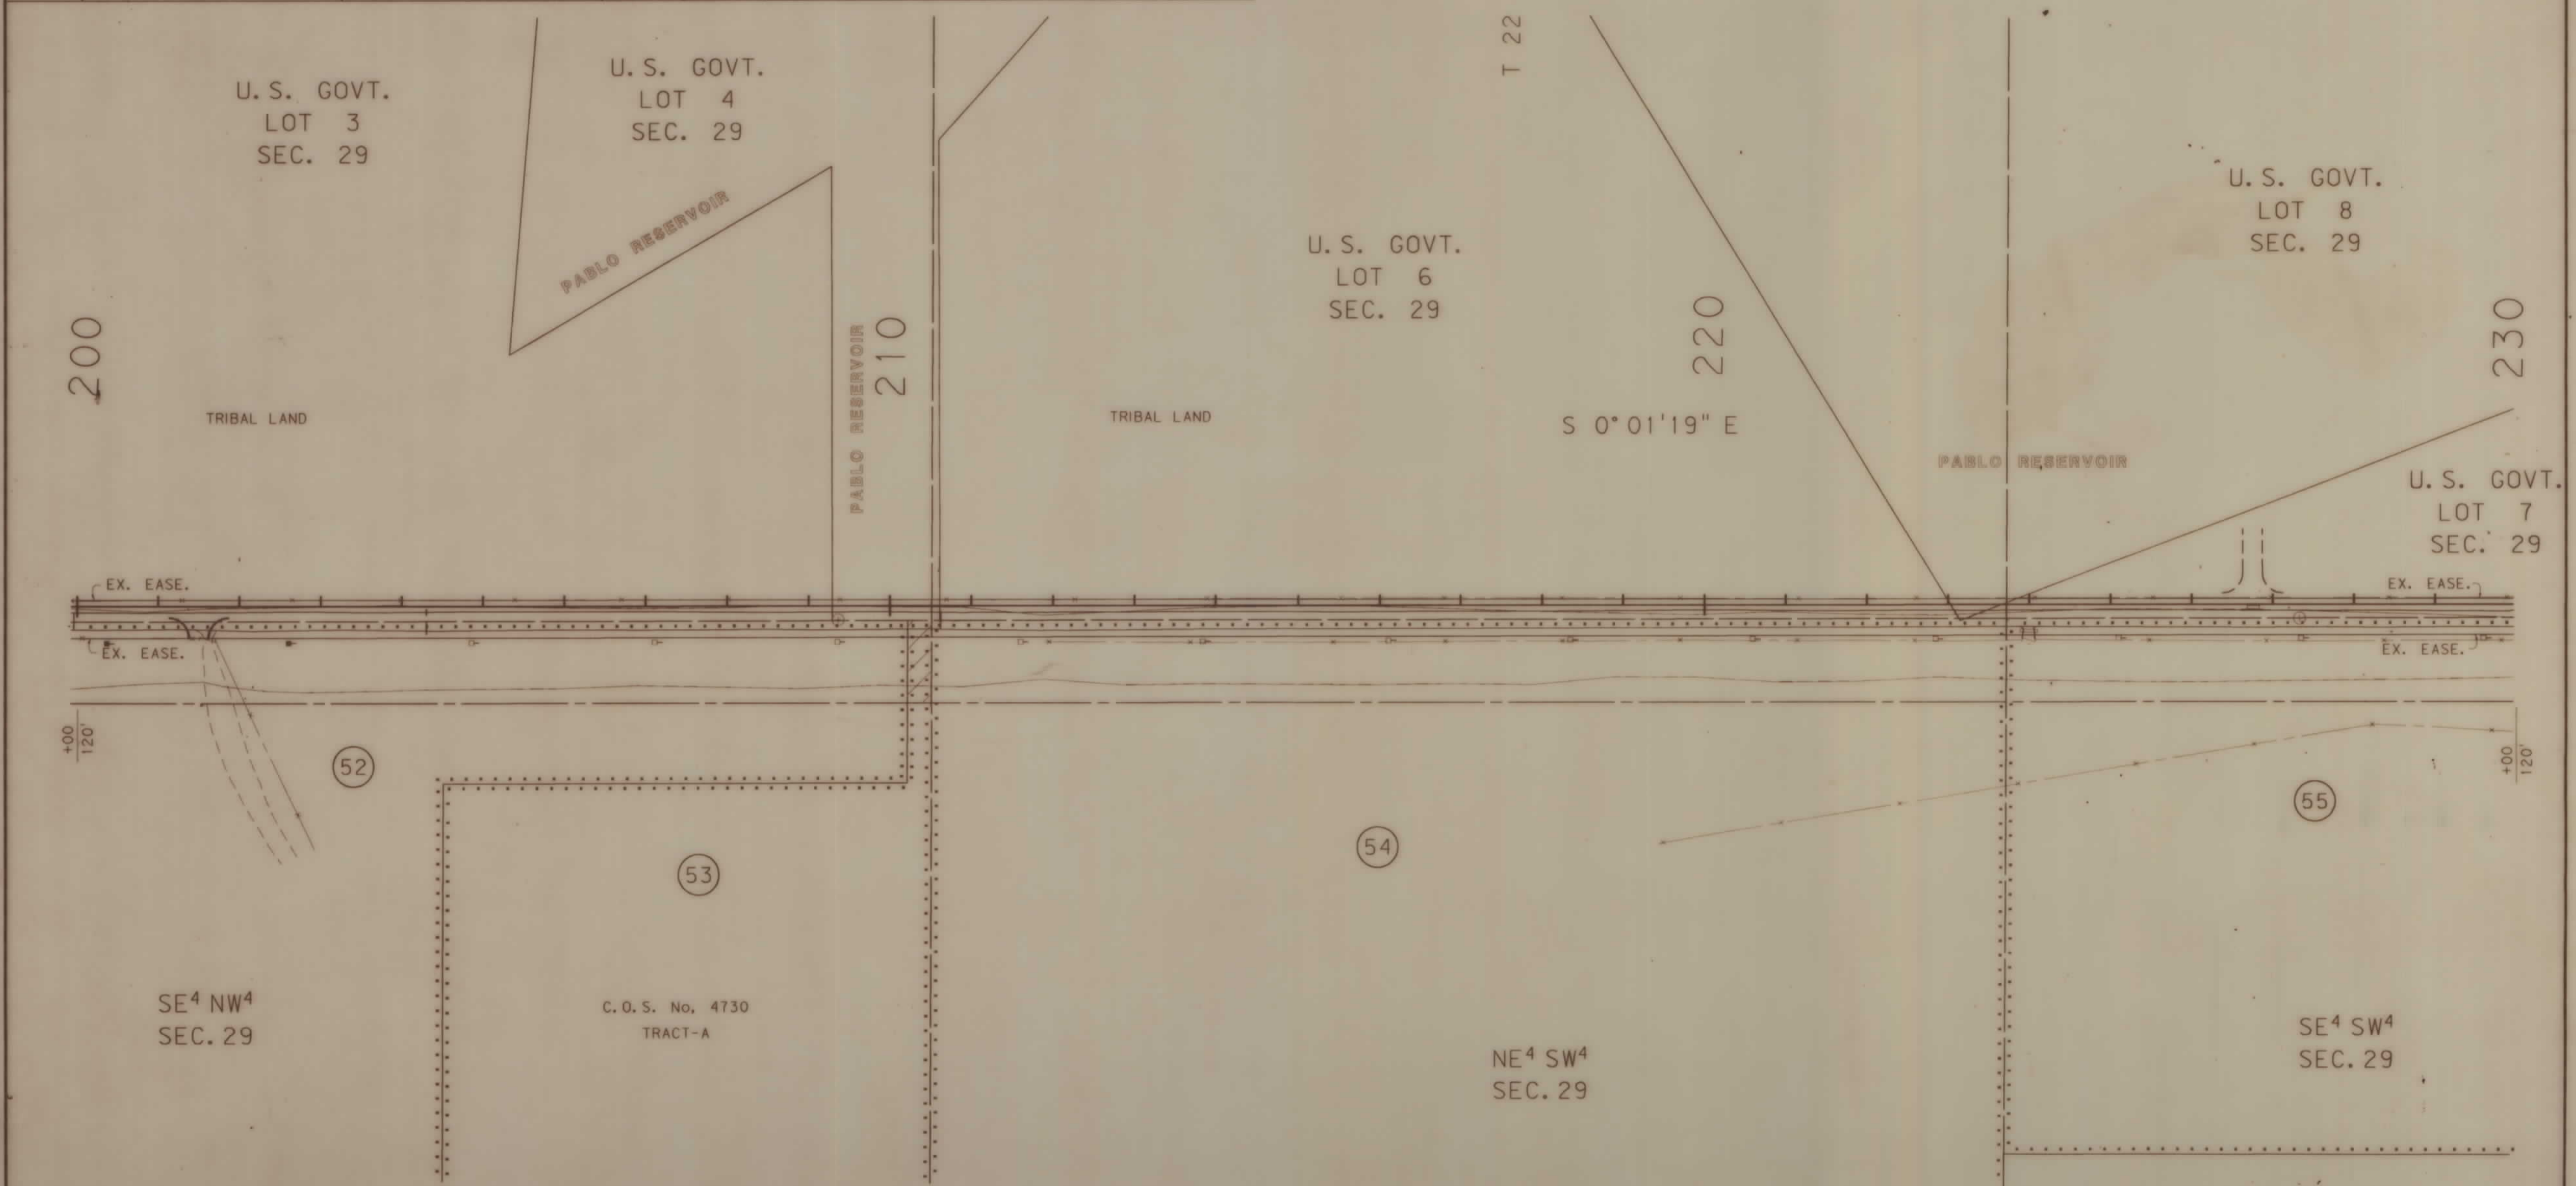 U.S. GOVT.
LOT 3
SEC. 29
U.S. GOVT.
LOT 4
SEC. 29
T 22
U.S. GOVT.
LOT 6
SEC. 29
U.S. GOVT.
LOT 8
SEC. 29
PABLO RESERVOIR
PABLO RESERVOIR
200
210
220
230
TRIBAL LAND
TRIBAL LAND
S 0°01'19" E
PABLO RESERVOIR
U.S. GOVT.
LOT 7
SEC. 29
EX. EASE.
EX. EASE.
EX. EASE.
EX. EASE.
+00
120'
+00
120'
52
53
54
55
SE⁴ NW⁴
SEC. 29
C.O.S. No. 4730
TRACT-A
NE⁴ SW⁴
SEC. 29
SE⁴ SW⁴
SEC. 29